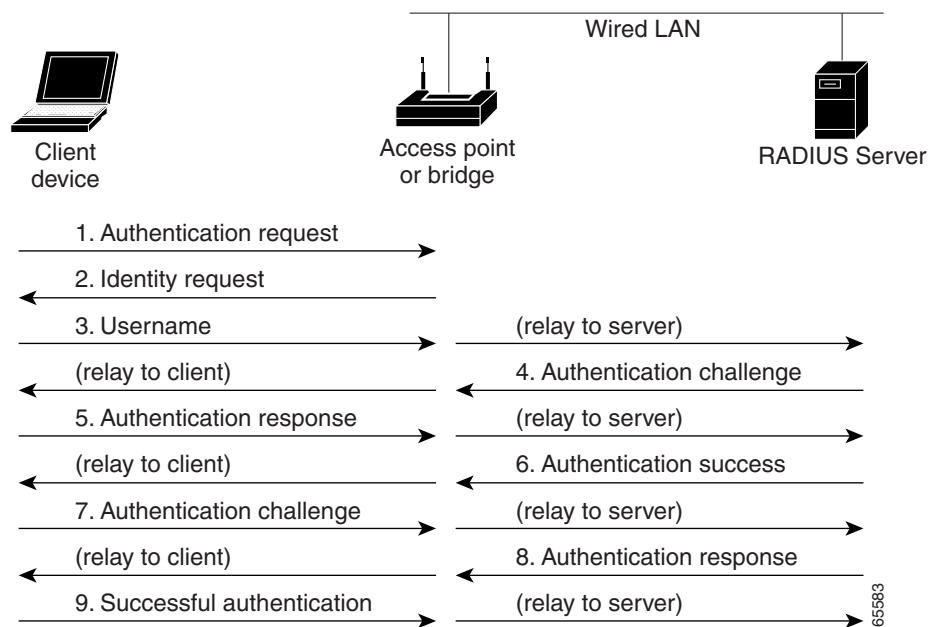 Wired LAN
Client
device
Access point
or bridge
RADIUS Server
1. Authentication request
2. Identity request
3. Username
(relay to server)
(relay to client)
4. Authentication challenge
5. Authentication response
(relay to server)
(relay to client)
6. Authentication success
7. Authentication challenge
(relay to server)
(relay to client)
8. Authentication response
9. Successful authentication
(relay to server)
65583